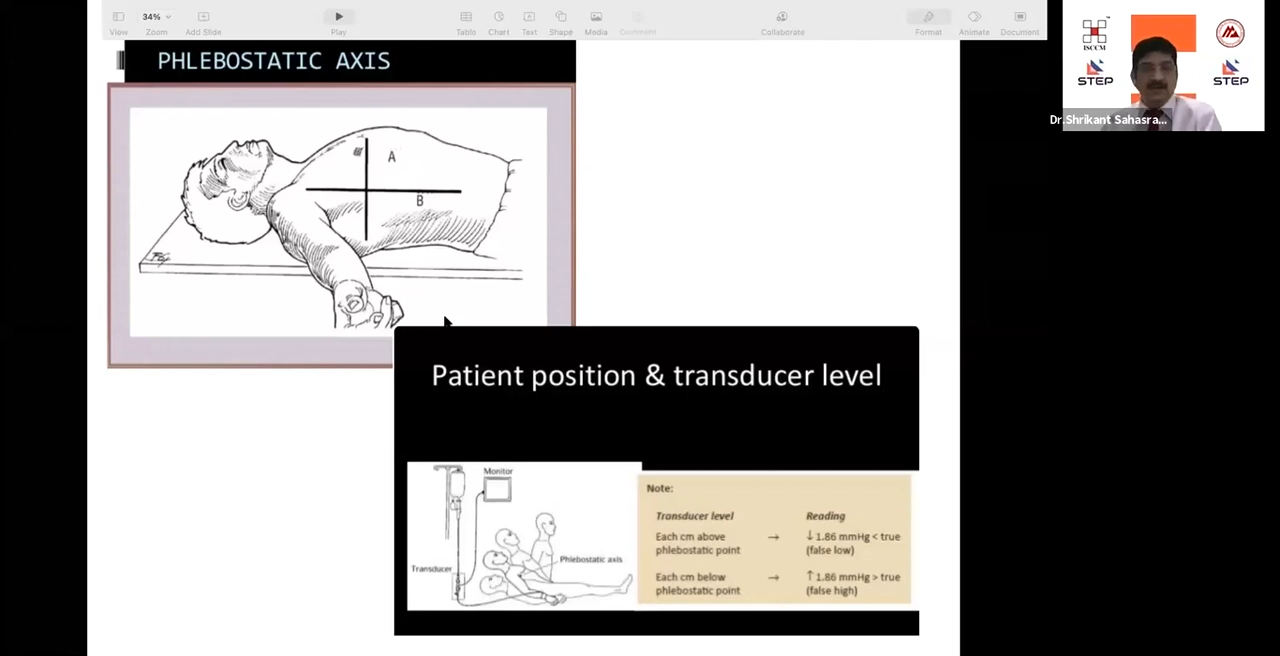 34%
View
Zoom
Add Slide
Play
Table
Chart
Text
Shape
Media
Comment
Collaborate
Format
Animate
Document
PHLEBOSTATIC AXIS
A
B
Patient position & transducer level
Monitor
Phlebostatic axis
Transducer
Note:
Transducer level Reading
Each cm above → ↓ 1.86 mmHg < true
phlebostatic point (false low)
Each cm below → ↑ 1.86 mmHg > true
phlebostatic point (false high)
ISCCM
STEP
STEP
Dr.Shrikant Sahasra...